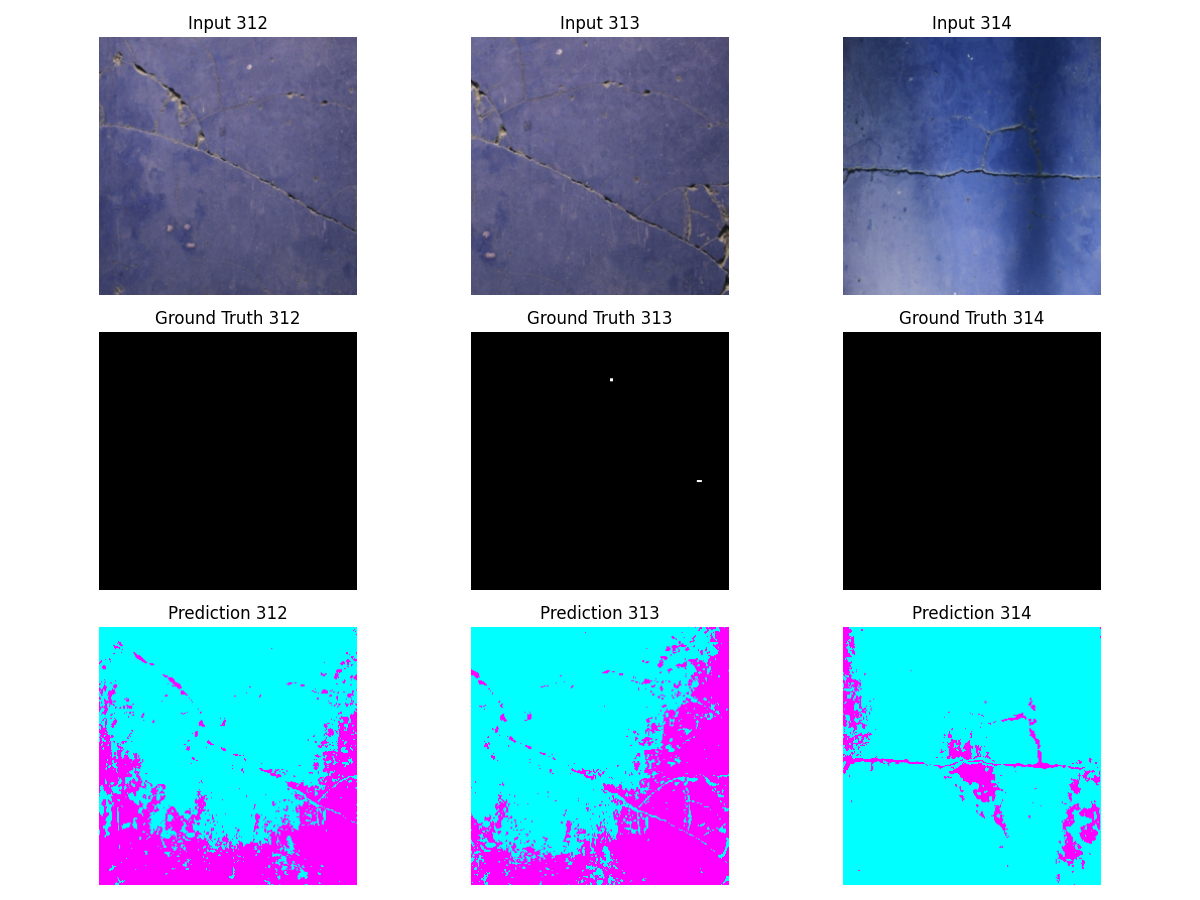 Input 312
Input 313
Input 314
Ground Truth 312
Ground Truth 313
Ground Truth 314
Prediction 312
Prediction 313
Prediction 314